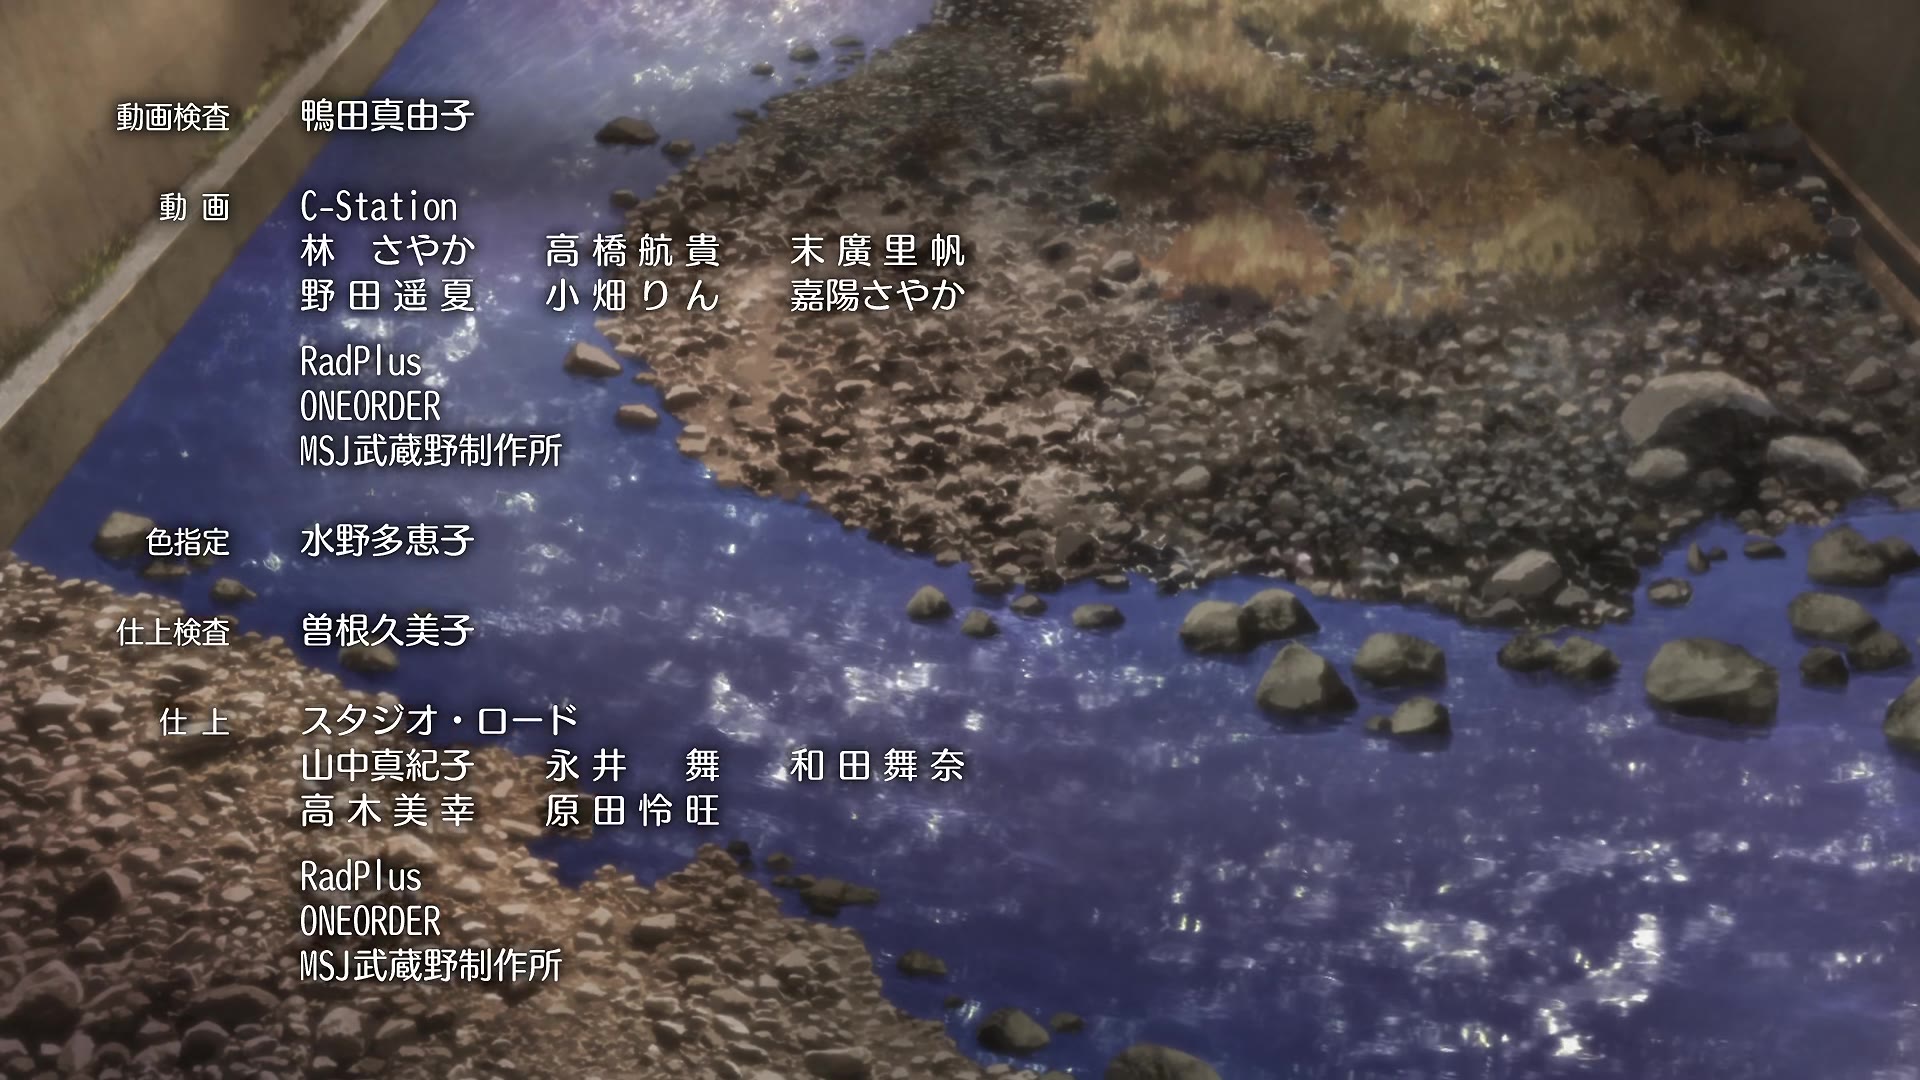 動画検査 鴨田真由子
動画 C-Station
林 さやか 高橋航貴 末廣里帆
野田遥夏 小畑りん 嘉陽さやか
RadPlus
ONEORDER
MSJ武蔵野制作所
色指定 水野多恵子
仕上検査 曽根久美子
仕上 スタジオ・ロード
山中真紀子 永井 舞 和田舞奈
高木美幸 原田怜旺
RadPlus
ONEORDER
MSJ武蔵野制作所